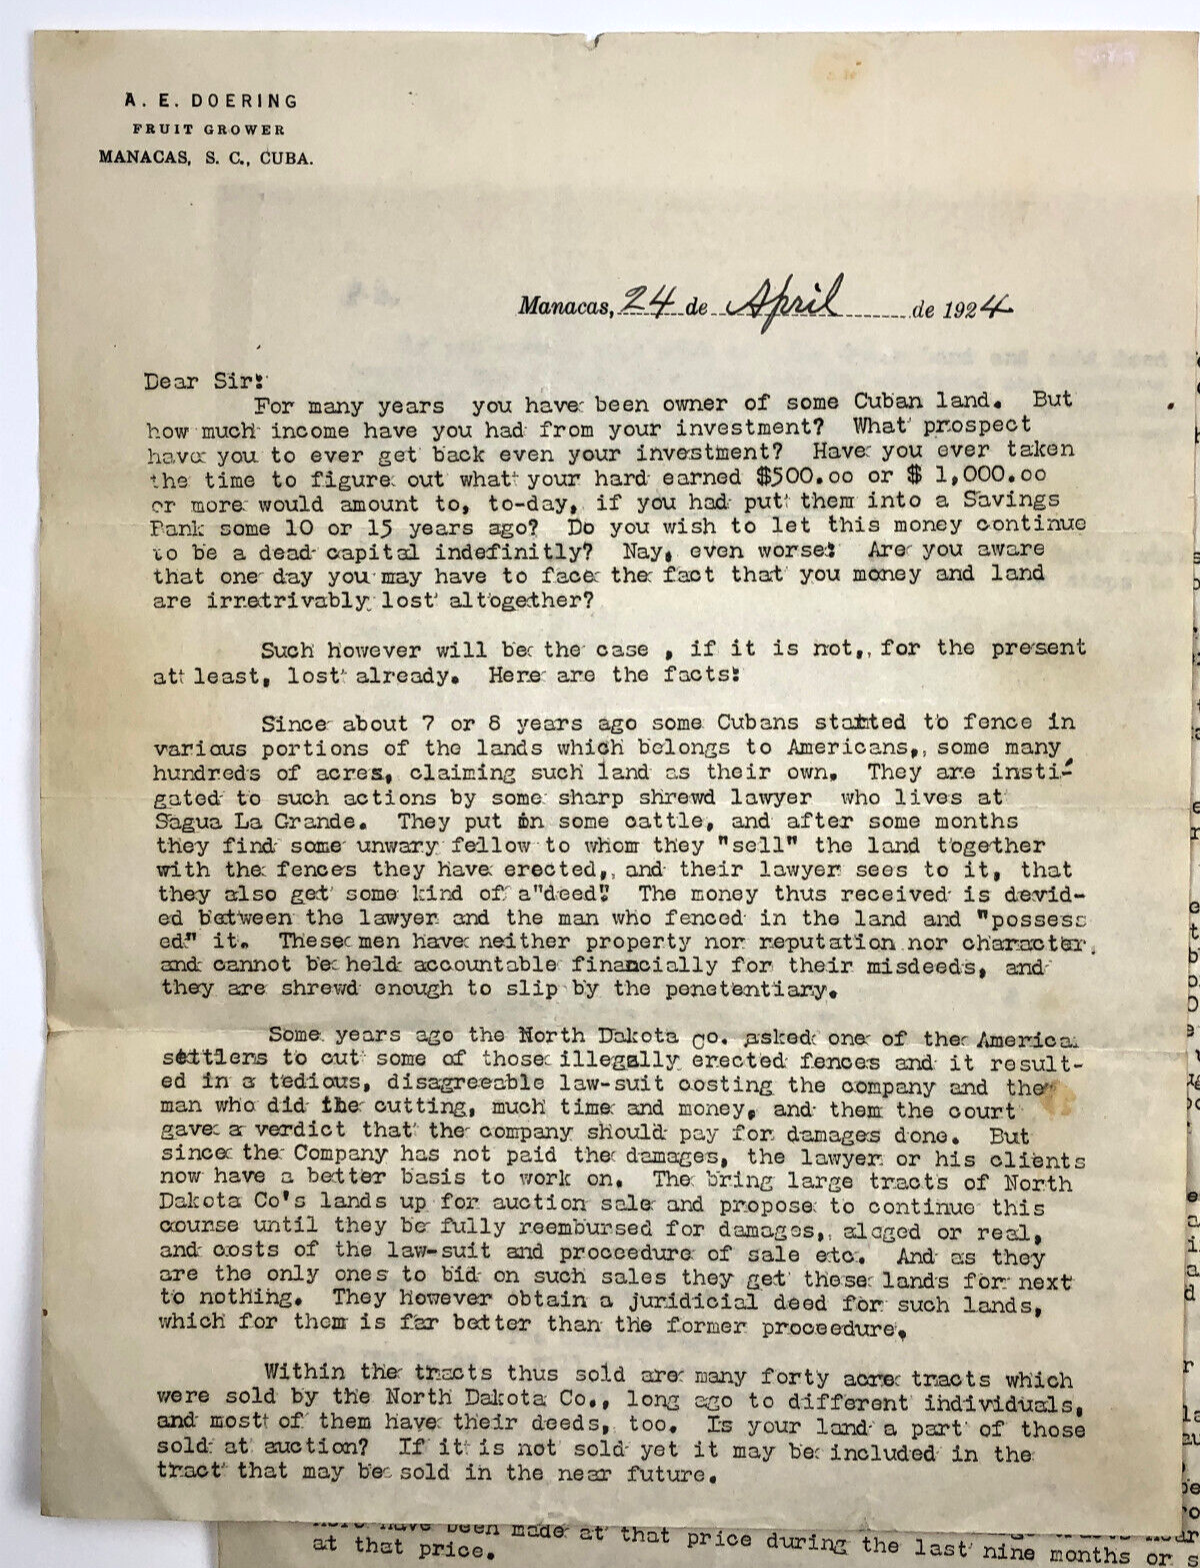 A. E. DOERING
FRUIT GROWER
MANACAS, S. C., CUBA.
Manacas, 24 de April de 1924
Dear Sir:
For many years you have been owner of some Cuban land. But
how much income have you had from your investment? What prospect
have you to ever get back even your investment? Have you ever taken
the time to figure out what your hard earned $500.oo or $ 1,000.oo
or more would amount to, to-day, if you had put them into a Savings
Bank some 10 or 15 years ago? Do you wish to let this money continue
to be a dead capital indefinitly? Nay, even worse: Are you aware
that one day you may have to face the fact that you money and land
are irretrivably lost altogether?
Such however will be the case , if it is not,, for the present
at least, lost already. Here are the facts:
Since about 7 or 8 years ago some Cubans started to fence in
various portions of the lands which belongs to Americans,, some many
hundreds of acres, claiming such land as their own. They are insti-
gated to such actions by some sharp shrewd lawyer who lives at
Sagua La Grande. They put in some cattle, and after some months
they find some unwary fellow to whom they "sell" the land together
with the fences they have erected,, and their lawyer sees to it, that
they also get some kind of a"deed". The money thus received is devid-
ed between the lawyer and the man who fenced in the land and "possess
ed" it. These men have neither property nor reputation nor character,
and cannot be held accountable financially for their misdeeds, and
they are shrewd enough to slip by the penetentiary.
Some years ago the North Dakota Co. asked one of the America
settlers to cut some of those illegally erected fences and it result-
ed in a tedious, disagreeable law-suit costing the company and the
man who did the cutting, much time and money, and them the court
gave a verdict that the company should pay for damages done. But
since the Company has not paid the damages, the lawyer or his clients
now have a better basis to work on. The bring large tracts of North
Dakota Co's lands up for auction sale and propose to continue this
course until they be fully reembursed for damages,, aleged or real,
and costs of the law-suit and proceedure of sale etc. And as they
are the only ones to bid on such sales they get these lands for next
to nothing. They however obtain a juridicial deed for such lands,
which for them is far better than the former proceedure.
Within the tracts thus sold are many forty acre tracts which
were sold by the North Dakota Co., long ago to different individuals,
and most of them have their deeds, too. Is your land a part of those
sold at auction? If it is not sold yet it may be included in the
tract that may be sold in the near future.
have been made at that price during the last nine months or
at that price.